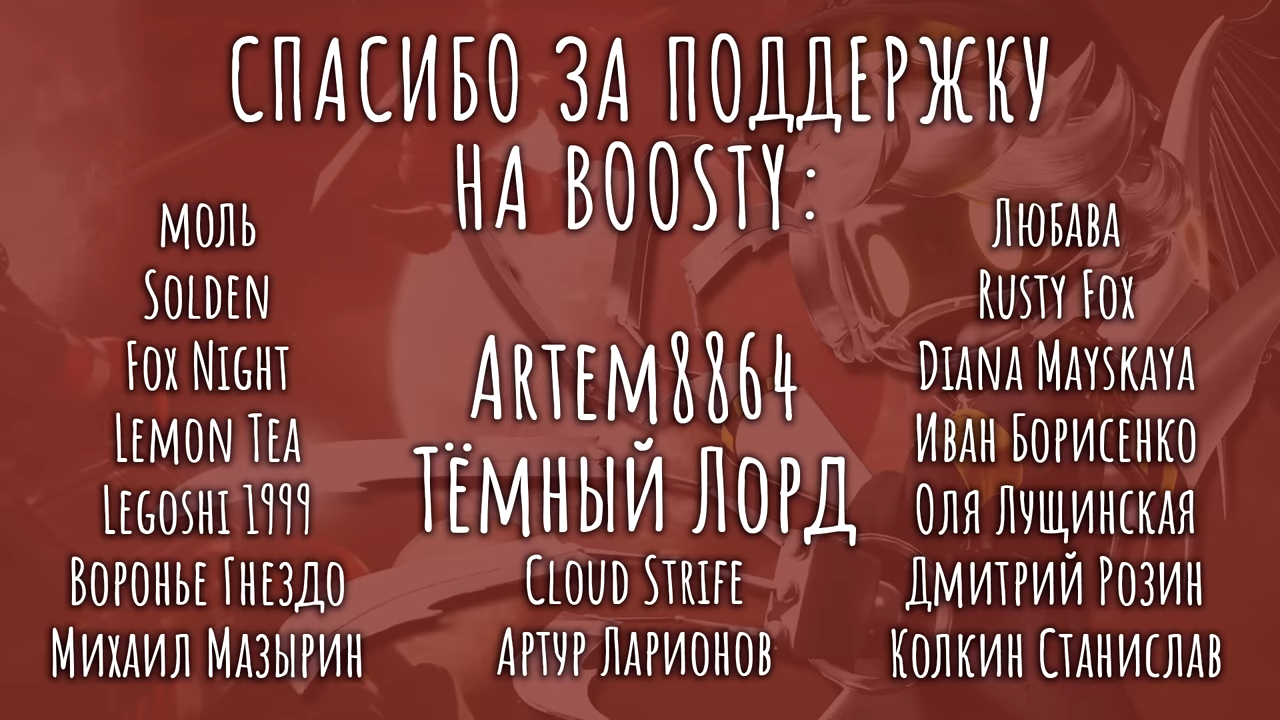 СПАСИБО ЗА ПОДДЕРЖКУ
НА BOOSTY:
моль
Solden
Fox Night
Lemon Tea
Legoshi 1999
Воронье Гнездо
Михаил Мазырин
Artem8864
Тёмный Лорд
Cloud Strife
Артур Ларионов
Любава
Rusty Fox
Diana Mayskaya
Иван Борисенко
Оля Лущинская
Дмитрий Розин
Колкин Станислав